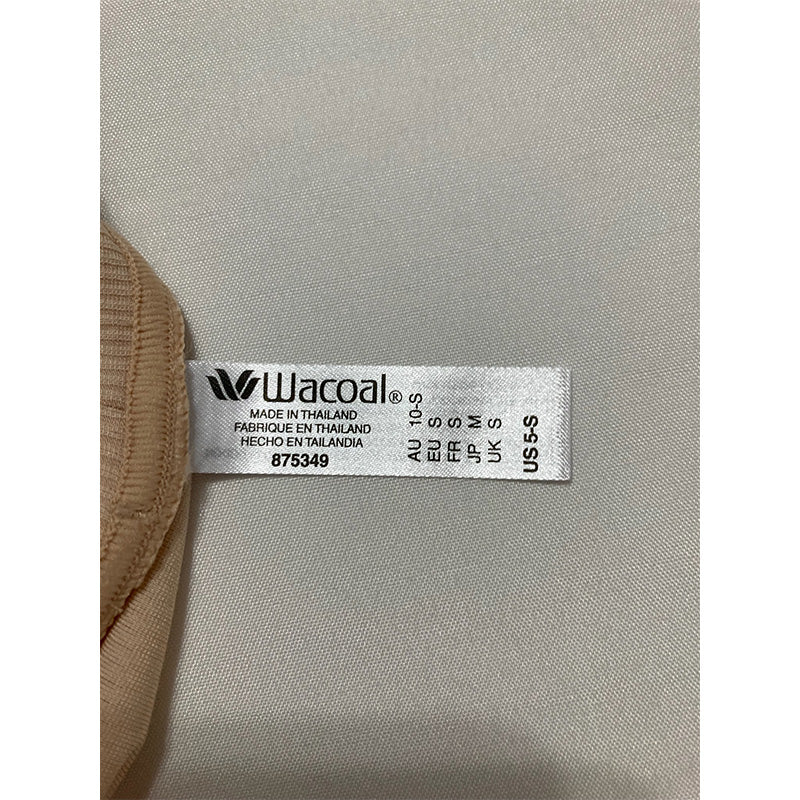 Wacoal®
MADE IN THAILAND
FABRIQUE EN THAILAND
HECHO EN TAILANDIA
875349
AU 10-S
EU S
FR S
JP M
UK S
US 5-S